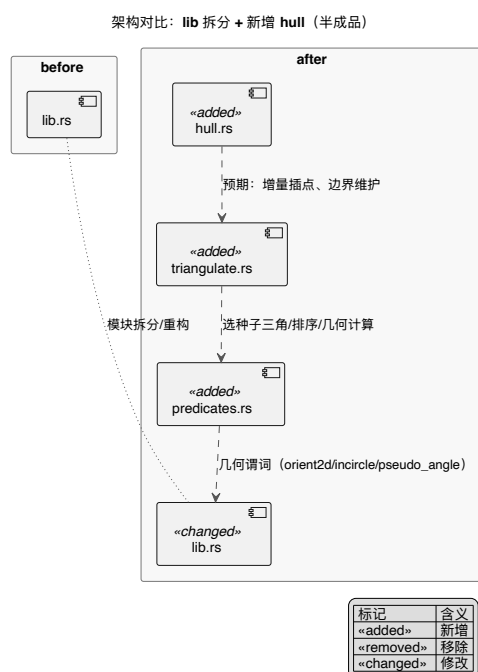 架构对比：lib 拆分 + 新增 hull（半成品）
before
lib.rs
after
«added»
hull.rs
预期：增量插点、边界维护
«added»
triangulate.rs
模块拆分/重构
选种子三角/排序/几何计算
«added»
predicates.rs
几何谓词（orient2d/incircle/pseudo_angle）
«changed»
lib.rs
标记 含义
«added» 新增
«removed» 移除
«changed» 修改